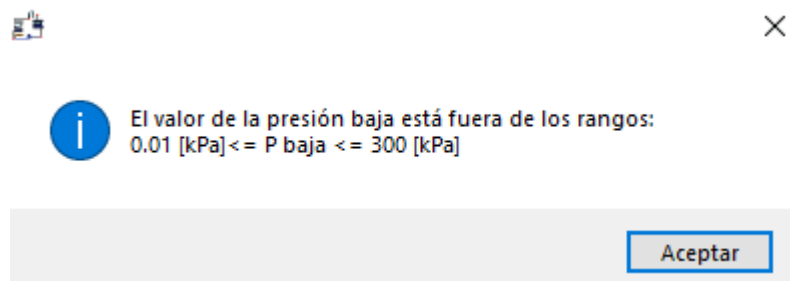 El valor de la presión baja está fuera de los rangos:
0.01 [kPa]<= P baja <= 300 [kPa]
Aceptar